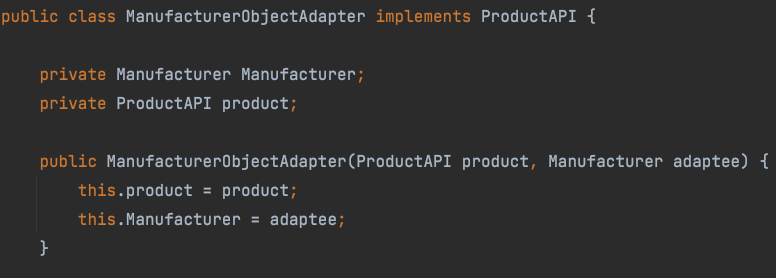 public class ManufacturerObjectAdapter implements ProductAPI {
private Manufacturer Manufacturer;
private ProductAPI product;
public ManufacturerObjectAdapter(ProductAPI product, Manufacturer adaptee) {
this.product = product;
this.Manufacturer = adaptee;
}